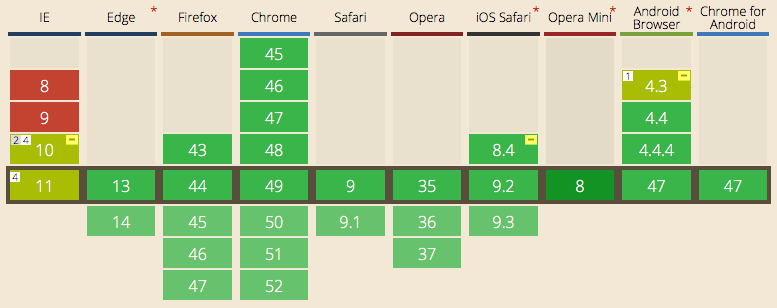 IE Edge * Firefox Chrome Safari Opera iOS Safari * Opera Mini * Android Browser * Chrome for Android
45
8 46 1 4.3 -
9 47 4.4
2 4 10 - 43 48 8.4 - 4.4.4
4 11 13 44 49 9 35 9.2 8 47 47
14 45 50 9.1 36 9.3
46 51 37
47 52